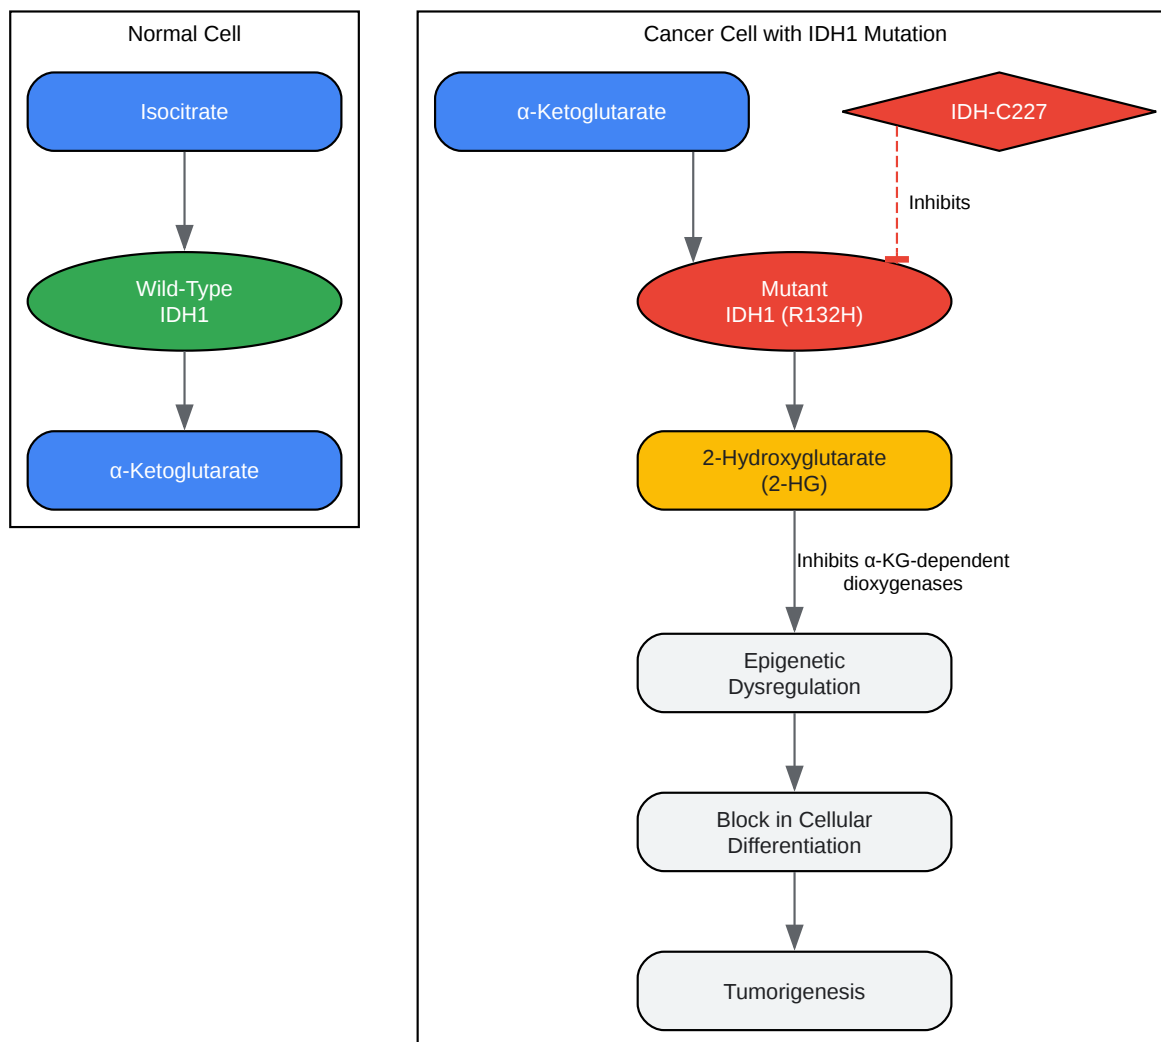 Normal Cell
Isocitrate
Wild-Type
IDH1
α-Ketoglutarate
Cancer Cell with IDH1 Mutation
α-Ketoglutarate
IDH-C227
Inhibits
Mutant
IDH1 (R132H)
2-Hydroxyglutarate
(2-HG)
Inhibits α-KG-dependent
dioxygenases
Epigenetic
Dysregulation
Block in Cellular
Differentiation
Tumorigenesis